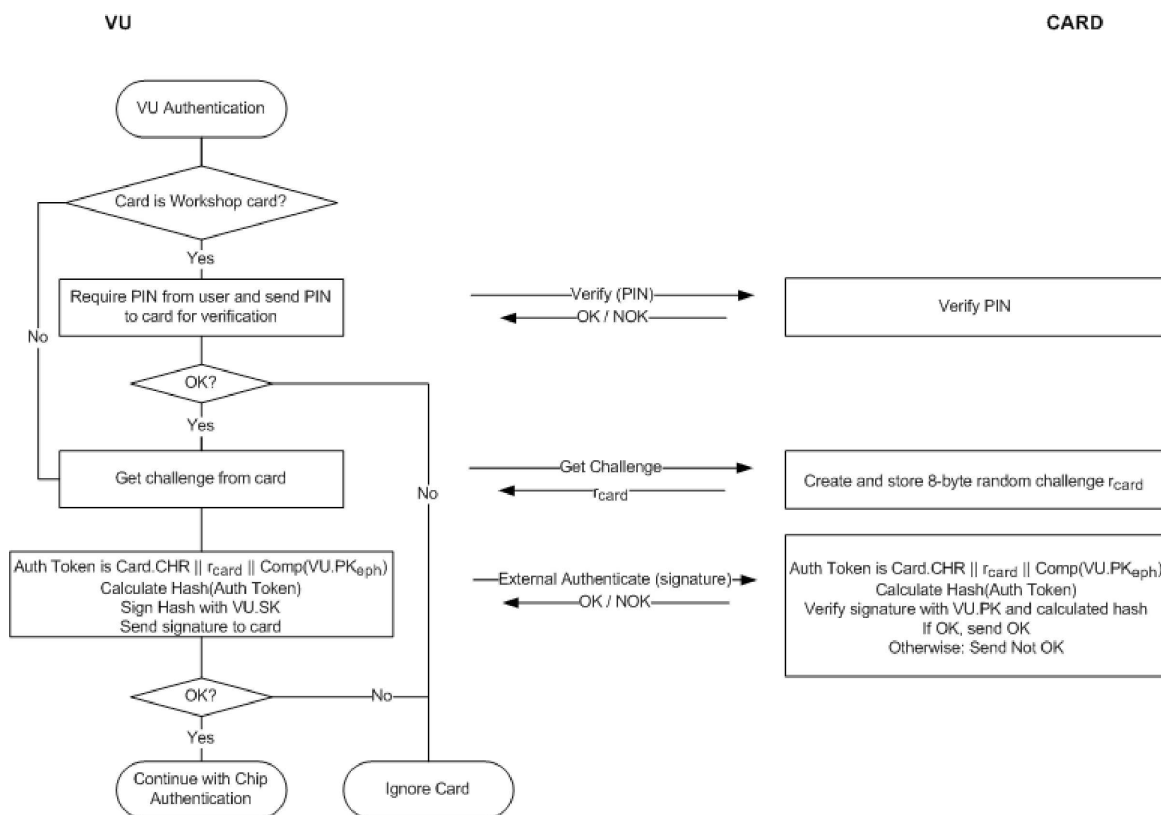 VU
CARD
VU Authentication
Card is Workshop card?
Yes
Require PIN from user and send PIN
to card for verification
Verify (PIN)
OK / NOK
Verify PIN
No
OK?
Yes
Get challenge from card
No
Get Challenge
rcard
Create and store 8-byte random challenge rcard
Auth Token is Card.CHR || rcard || Comp(VU.PKeph)
Calculate Hash(Auth Token)
Sign Hash with VU.SK
Send signature to card
External Authenticate (signature)
OK / NOK
Auth Token is Card.CHR || rcard || Comp(VU.PKeph)
Calculate Hash(Auth Token)
Verify signature with VU.PK and calculated hash
If OK, send OK
Otherwise: Send Not OK
OK?
No
Yes
Continue with Chip
Authentication
Ignore Card